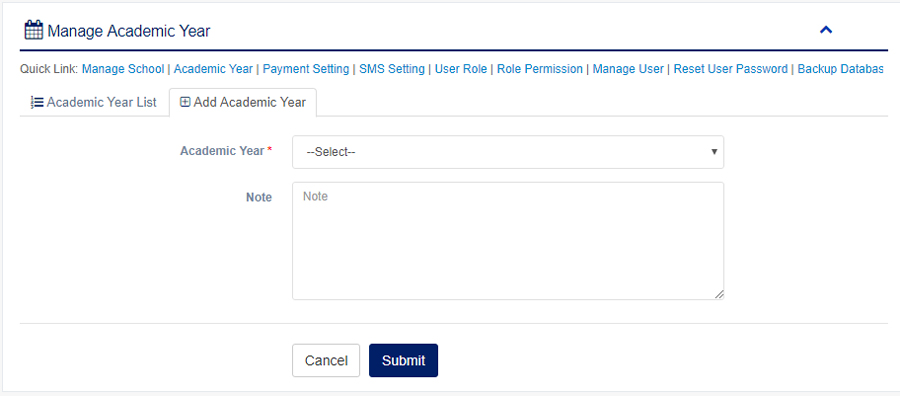 Manage Academic Year
Quick Link: Manage School | Academic Year | Payment Setting | SMS Setting | User Role | Role Permission | Manage User | Reset User Password | Backup Databas
Academic Year List
Add Academic Year
Academic Year *
--Select--
Note
Note
Cancel
Submit